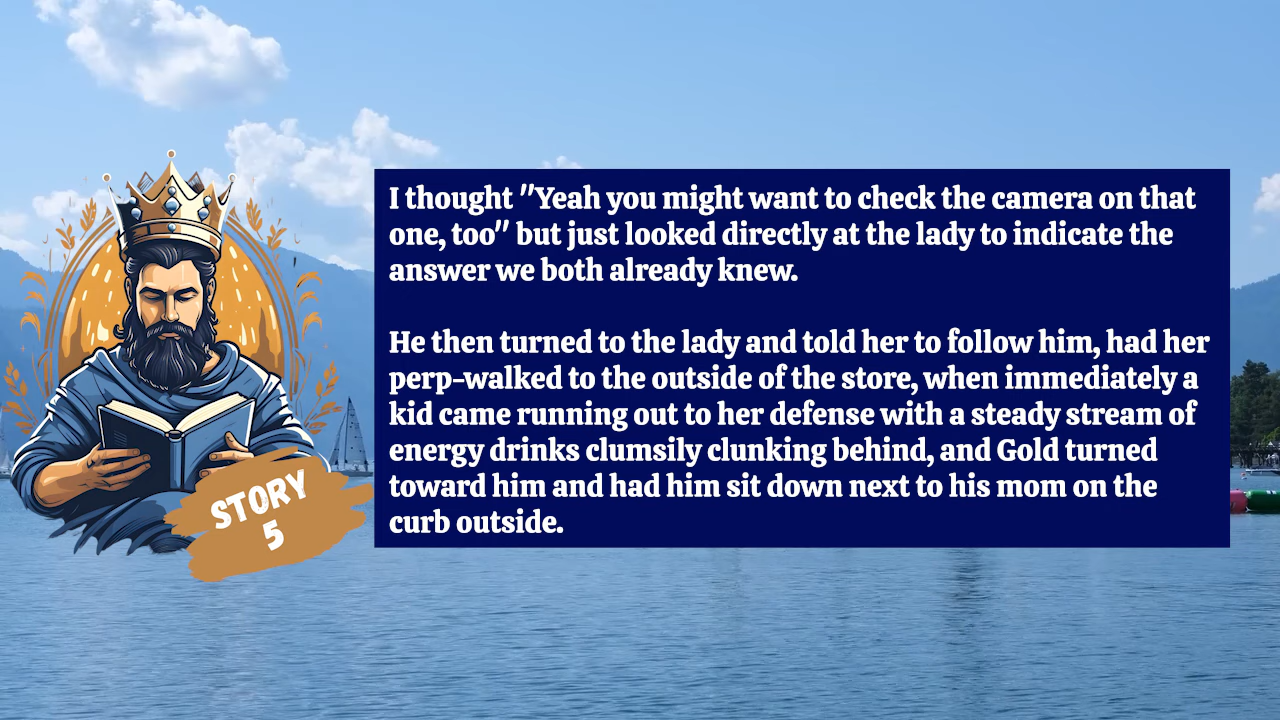 I thought "Yeah you might want to check the camera on that
one, too" but just looked directly at the lady to indicate the
answer we both already knew.
He then turned to the lady and told her to follow him, had her
perp-walked to the outside of the store, when immediately a
kid came running out to her defense with a steady stream of
energy drinks clumsily clunking behind, and Gold turned
toward him and had him sit down next to his mom on the
curb outside.
STORY
5